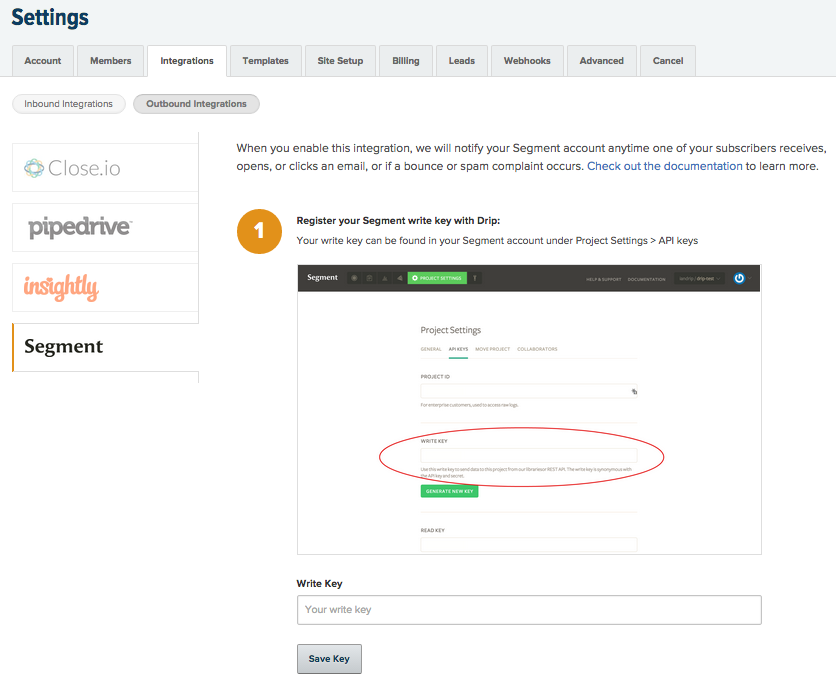 Settings
Account
Members
Integrations
Templates
Site Setup
Billing
Leads
Webhooks
Advanced
Cancel
Inbound Integrations
Outbound Integrations
Close.io
pipedrive™
insightly
Segment
When you enable this integration, we will notify your Segment account anytime one of your subscribers receives,
opens, or clicks an email, or if a bounce or spam complaint occurs. Check out the documentation to learn more.
1
Register your Segment write key with Drip:
Your write key can be found in your Segment account under Project Settings > API keys
Segment
PROJECT SETTINGS
HELP & SUPPORT
DOCUMENTATION
Project Settings
GENERAL
API KEYS
MOVE PROJECT
COLLABORATORS
PROJECT ID
For enterprise customers, used to access raw logs.
WRITE KEY
Use this write key to send data to this project from our libraries or REST API. The write key is synonymous with
the API key and secret.
GENERATE NEW KEY
READ KEY
Write Key
Your write key
Save Key